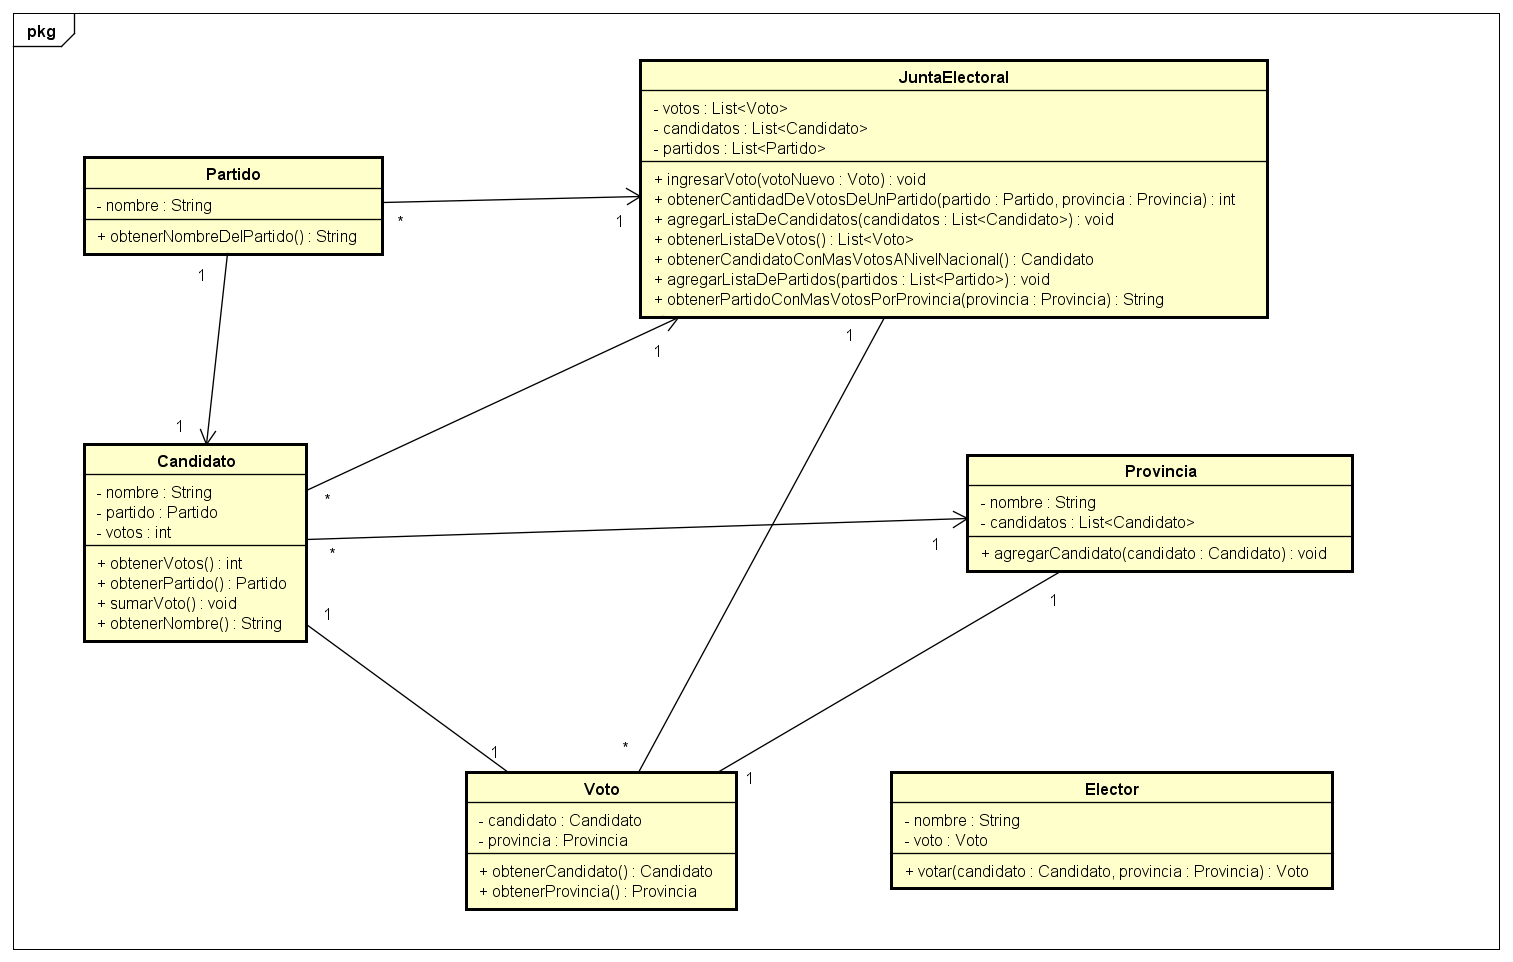 pkg
JuntaElectoral
- votos : List<Voto>
- candidatos : List<Candidato>
- partidos : List<Partido>
+ ingresarVoto(votoNuevo : Voto) : void
+ obtenerCantidadDeVotosDeUnPartido(partido : Partido, provincia : Provincia) : int
+ agregarListaDeCandidatos(candidatos : List<Candidato>) : void
+ obtenerListaDeVotos() : List<Voto>
+ obtenerCandidatoConMasVotosANivelNacional() : Candidato
+ agregarListaDePartidos(partidos : List<Partido>) : void
+ obtenerPartidoConMasVotosPorProvincia(provincia : Provincia) : String
Partido
- nombre : String
+ obtenerNombreDelPartido() : String
*
1
1
1
1
1
Candidato
- nombre : String
- partido : Partido
- votos : int
+ obtenerVotos() : int
+ obtenerPartido() : Partido
+ sumarVoto() : void
+ obtenerNombre() : String
*
*
1
1
Provincia
- nombre : String
- candidatos : List<Candidato>
+ agregarCandidato(candidato : Candidato) : void
1
*
1
1
Voto
- candidato : Candidato
- provincia : Provincia
+ obtenerCandidato() : Candidato
+ obtenerProvincia() : Provincia
Elector
- nombre : String
- voto : Voto
+ votar(candidato : Candidato, provincia : Provincia) : Voto